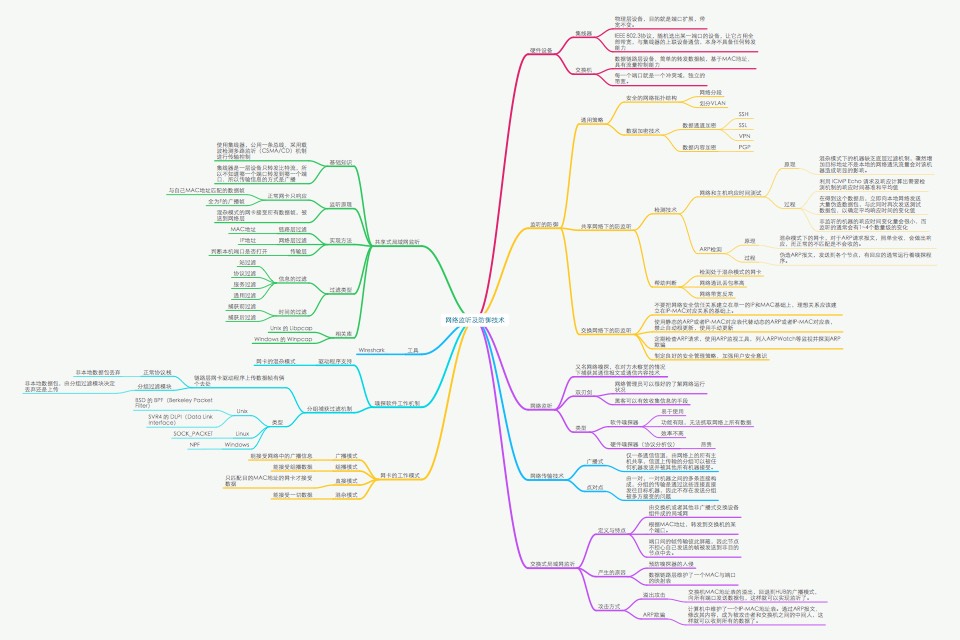 网络监听及防御技术
硬件设备
集线器
物理层设备，目的就是端口扩展，带
宽不变。
IEEE 802.3协议，随机选出某一端口的设备，让它占用全
部带宽，与集线器的上联设备通信，本身不具备任何转发
能力
交换机
数据链路层设备，简单的转发数据帧，基于MAC地址，
具有流量控制能力
每一个端口就是一个冲突域，独立的
带宽。
监听的防御
通用策略
安全的网络拓扑结构
网络分段
划分VLAN
数据加密技术
数据通道加密
SSH
SSL
VPN
数据内容加密
PGP
共享网络下的防监听
检测技术
网络和主机响应时间测试
原理
混杂模式下的机器缺乏底层过滤机制，骤然增
加目标地址不是本地的网络通讯流量会对该机
器造成明显的影响。
过程
利用 ICMP Echo 请求及响应计算出需要检
测机制的响应时间基准和平均值
在得到这个数据后，立即向本地网络发送
大量伪造数据包，与此同时再次发送测试
数据包，以确定平均响应时间的变化值
非监听的机器的响应时间变化量会很小，而
监听的通常会有1~4个数量级的变化
ARP检测
原理
混杂模式下的网卡，对于ARP请求报文，照单全收，会做出响
应，而正常的不匹配是不会收的。
过程
伪造ARP报文，发送到各个节点，有回应的通常运行着嗅探程
序。
帮助判断
检测处于混杂模式的网卡
网络通讯丢包率高
网络带宽反常
交换网络下的防监听
不要把网络安全信任关系建立在单一的IP和MAC基础上，理想关系应该建
立在IP-MAC对应关系的基础上。
使用静态的ARP或者IP-MAC对应表代替动态的ARP或者IP-MAC对应表，
禁止自动权更新，使用手动更新
定期检查ARP请求，使用ARP监视工具，列入ARPWatch等监视并探测ARP
欺骗
制定良好的安全管理策略，加强用户安全意识
网络监听
又名网络嗅探，在对方未察觉的情况
下捕获其通信报文或通信内容技术
双刃剑
网络管理员可以很好的了解网络运行
状况
黑客可以有效收集信息的手段
类型
软件嗅探器
易于使用
功能有限，无法抓取网络上所有数据
效率不高
硬件嗅探器（协议分析仪）
昂贵
网络传输技术
广播式
仅一条通信信道，由网络上的所有主
机共享，信道上传输的分组可以被任
何机器发送并被其他所有机器接受。
点对点
由一对，一对机器之间的多条连接构
成，分组的传输是通过这些连接直接
发往目标机器，因此不存在发送分组
被多方接受的问题
交换式局域网监听
定义与特点
由交换机或者其他非广播式交换设备
组件成的局域网
根据MAC地址，转发到交换机的某
个端口。
端口间的帧传输彼此屏蔽，因此节点
不担心自己发送的帧被发送到非目的
节点中去。
产生的原因
预防嗅探器的入侵
数据链路层维护了一个MAC与端口
的映射表
攻击方式
溢出攻击
交换机MAC地址表的溢出，回退到HUB的广播模式，
向所有端口发送数据包，这样就可以实现监听了。
ARP欺骗
计算机中维护了一个IP-MAC地址表。通过ARP报文，
修改其内容，成为被攻击者和交换机之间的中间人，这
样就可以收到所有的数据了。
共享式局域网监听
基础知识
使用集线器，公用一条总线，采用载
波检测多路监听（CSMA/CD）机制
进行传输控制
集线器是一层设备只转发比特流，所
以不知道每一个端口转发到每一个端
口，所以传输信息的方式是广播
监听原理
正常网卡只响应
与自己MAC地址匹配的数据帧
全为F的广播帧
混杂模式的网卡接受所有数据帧，被
送到网络层
实现方法
链路层过滤
MAC地址
网络层过滤
IP地址
传输层
判断本机端口是否打开
过滤类型
信息的过滤
站过滤
协议过滤
服务过滤
通用过滤
时间的过滤
捕获前过滤
捕获后过滤
相关库
Unix 的 Libpcap
Windows 的 Winpcap
工具
Wireshark
嗅探软件工作机制
驱动程序支持
网卡的混杂模式
分组捕获过滤机制
链路层网卡驱动程序上传数据帧有俩
个去处
正常协议栈
非本地数据包丢弃
分组过滤模块
非本地数据包，由分组过滤模块决定
丢弃还是上传
类型
Unix
BSD 的 BPF（Berkeley Packet
Filter）
SVR4 的 DLPI（Data Link
Interface）
Linux
SOCK_PACKET
Windows
NPF
网卡的工作模式
广播模式
能接受网络中的广播信息
组播模式
能接受组播数据
直接模式
只匹配目的MAC地址的网卡才接受
数据
混杂模式
能接受一切数据